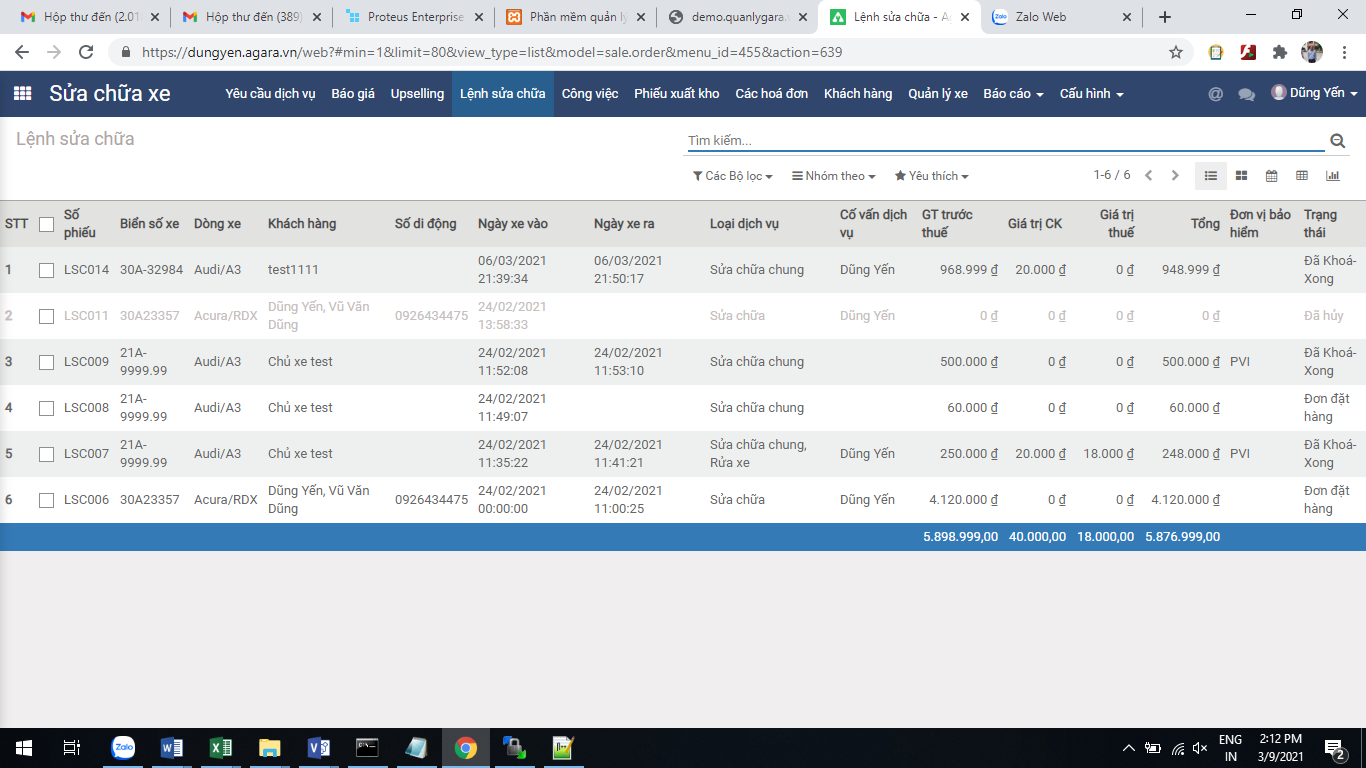 Hộp thư đến (2.01
Hộp thư đến (389)
Proteus Enterprise
Phần mềm quản lý
demo.quanlygara.
Lệnh sửa chữa - A
Zalo Web
https://dungyen.agara.vn/web?#min=1&limit=80&view_type=list&model=sale.order&menu_id=455&action=639
Sửa chữa xe
Yêu cầu dịch vụ
Báo giá
Upselling
Lệnh sửa chữa
Công việc
Phiếu xuất kho
Các hoá đơn
Khách hàng
Quản lý xe
Báo cáo
Cấu hình
Dũng Yến
Lệnh sửa chữa
Tìm kiếm...
Các Bộ lọc
Nhóm theo
Yêu thích
1-6 / 6
STT
Số
phiếu
Biển số xe
Dòng xe
Khách hàng
Số di động
Ngày xe vào
Ngày xe ra
Loại dịch vụ
Cố vấn dịch
vụ
GT trước
thuế
Giá trị CK
Giá trị
thuế
Tổng
Đơn vị bảo
hiểm
Trạng
thái
1
LSC014
30A-32984
Audi/A3
test1111
06/03/2021
21:39:34
06/03/2021
21:50:17
Sửa chữa chung
Dũng Yến
968.999 ₫
20.000 ₫
0 ₫
948.999 ₫
Đã Khoá-
Xong
2
LSC011
30A23357
Acura/RDX
Dũng Yến, Vũ Văn
Dũng
0926434475
24/02/2021
13:58:33
Sửa chữa
Dũng Yến
0 ₫
0 ₫
0 ₫
0 ₫
Đã hủy
3
LSC009
21A-
9999.99
Audi/A3
Chủ xe test
24/02/2021
11:52:08
24/02/2021
11:53:10
Sửa chữa chung
500.000 ₫
0 ₫
0 ₫
500.000 ₫
PVI
Đã Khoá-
Xong
4
LSC008
21A-
9999.99
Audi/A3
Chủ xe test
24/02/2021
11:49:07
Sửa chữa chung
60.000 ₫
0 ₫
0 ₫
60.000 ₫
Đơn đặt
hàng
5
LSC007
21A-
9999.99
Audi/A3
Chủ xe test
24/02/2021
11:35:22
24/02/2021
11:41:21
Sửa chữa chung,
Rửa xe
Dũng Yến
250.000 ₫
20.000 ₫
18.000 ₫
248.000 ₫
PVI
Đã Khoá-
Xong
6
LSC006
30A23357
Acura/RDX
Dũng Yến, Vũ Văn
Dũng
0926434475
24/02/2021
00:00:00
24/02/2021
11:00:25
Sửa chữa
Dũng Yến
4.120.000 ₫
0 ₫
0 ₫
4.120.000 ₫
Đơn đặt
hàng
5.898.999,00
40.000,00
18.000,00
5.876.999,00
Zalo
ENG
IN
2:12 PM
3/9/2021
2